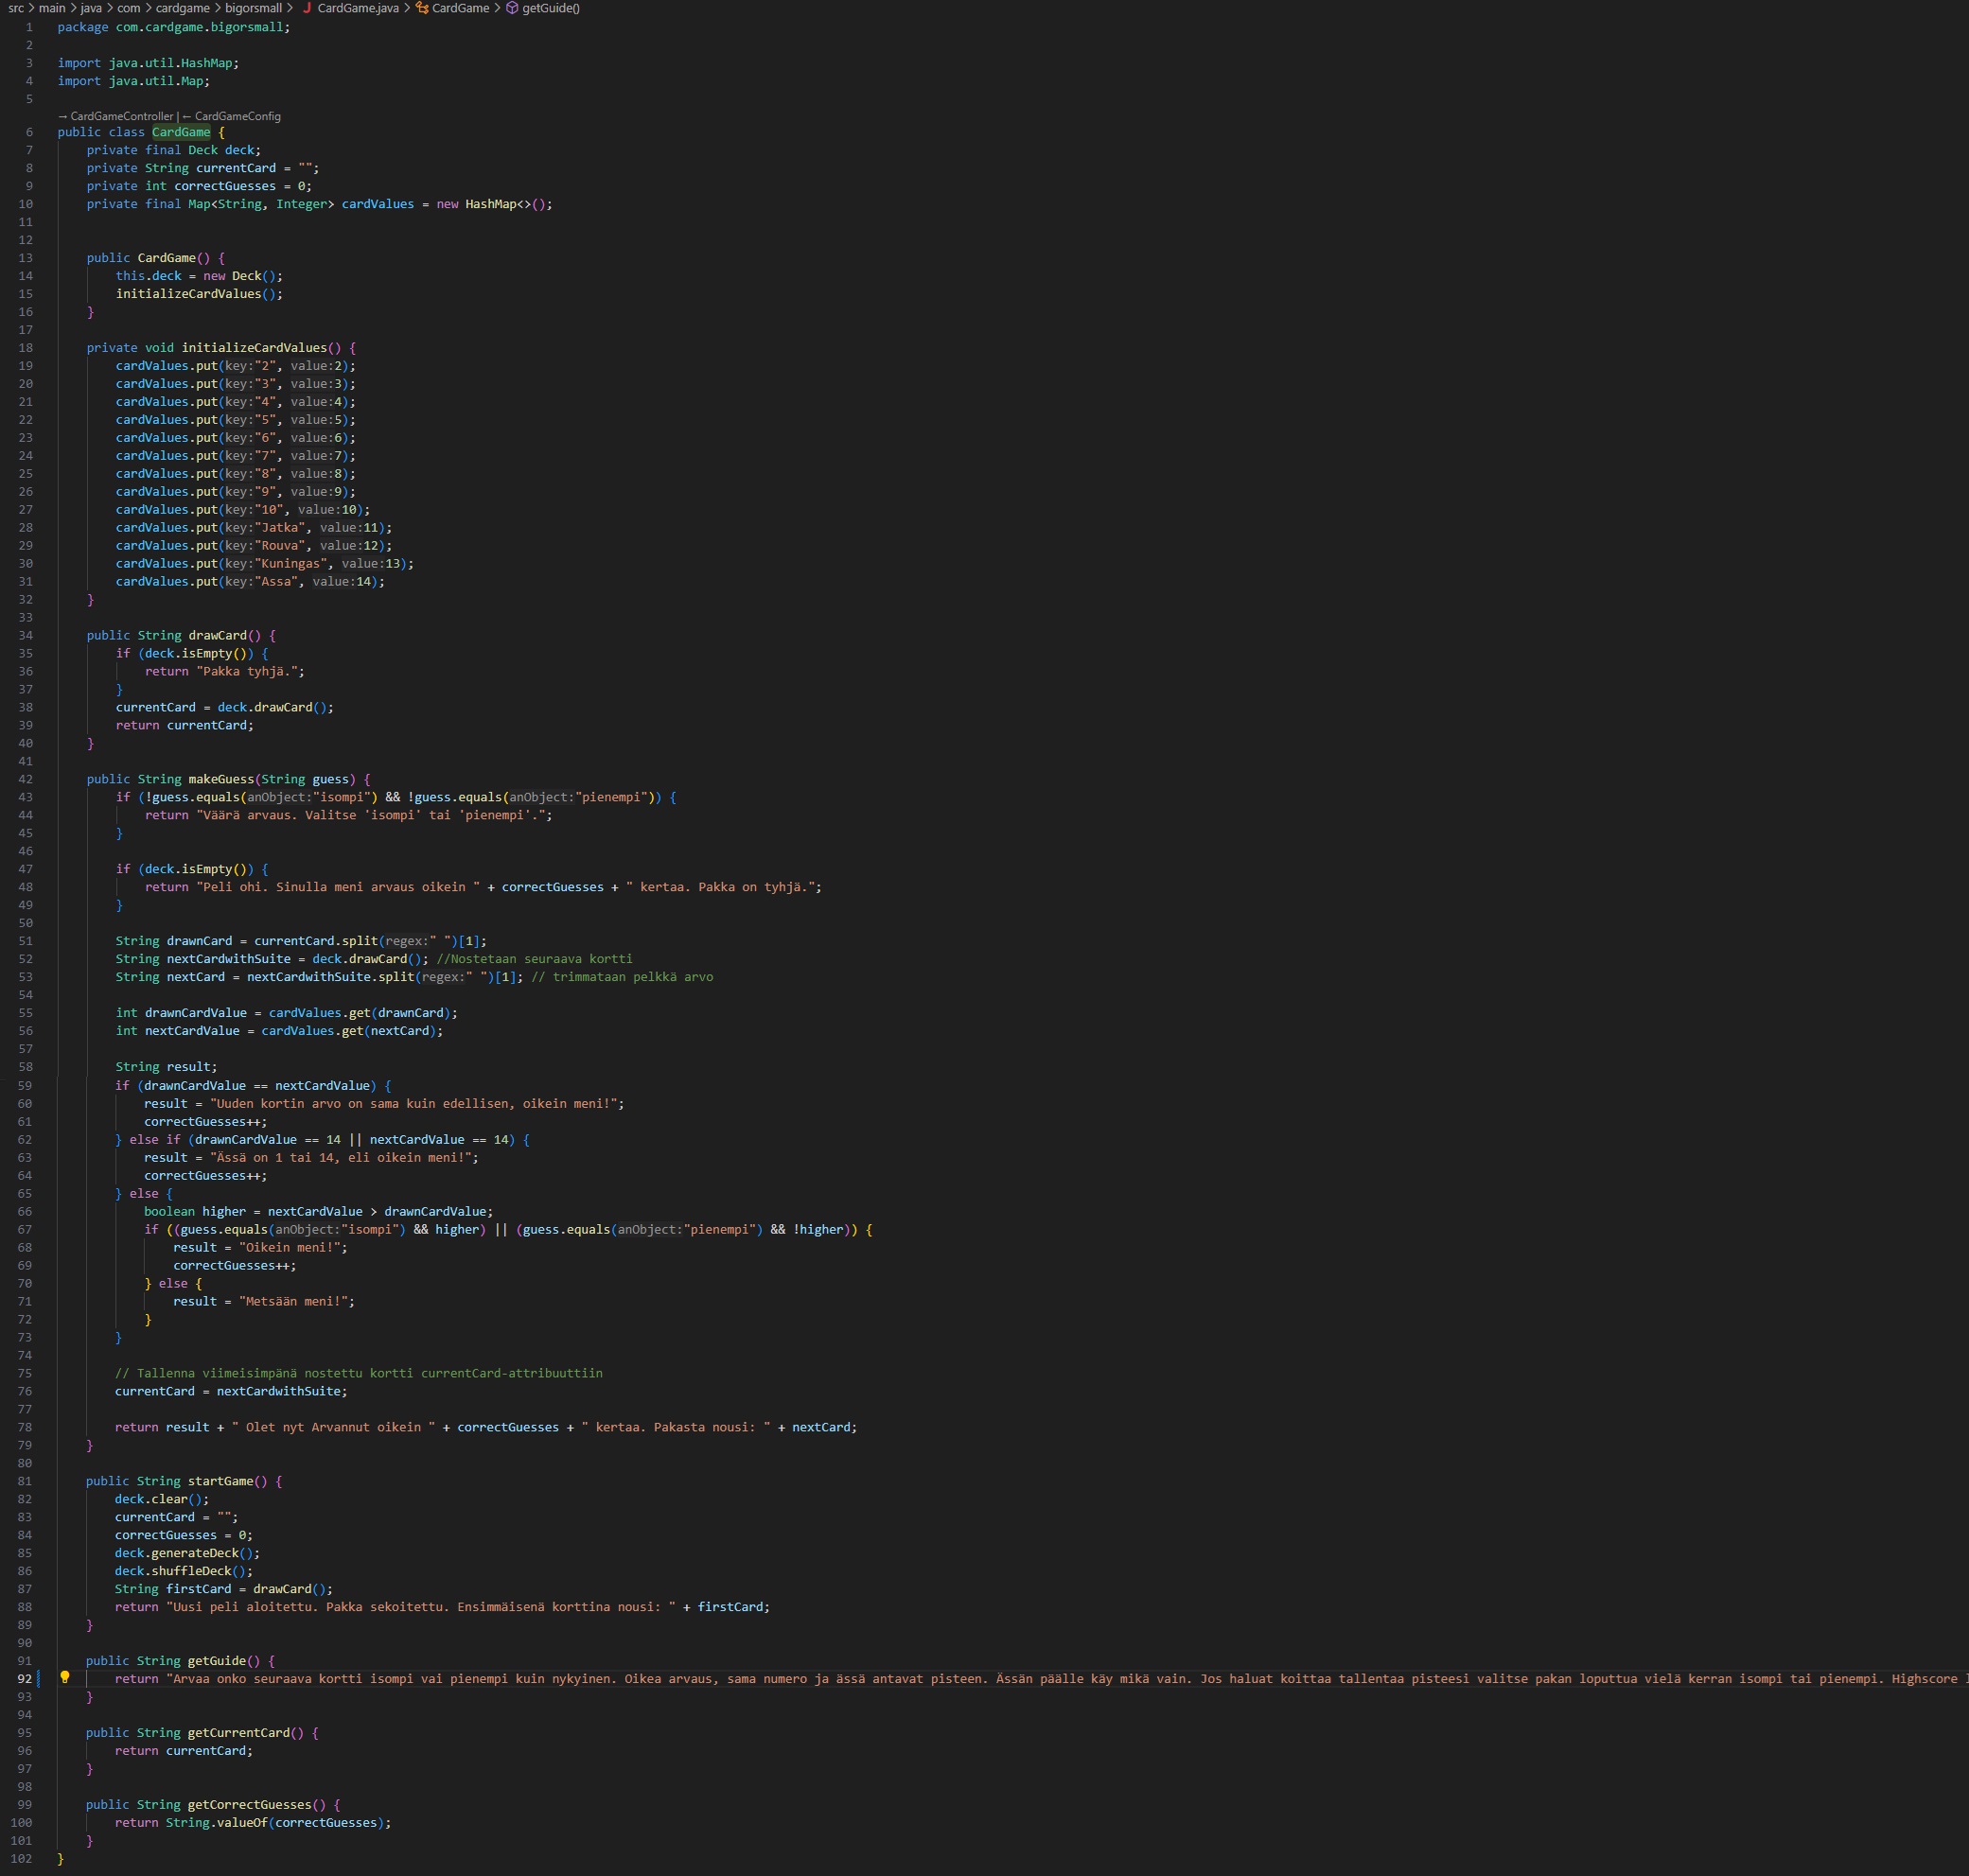 src > main > java > com > cardgame > bigorsmall > J CardGame.java > CardGame > getGuide()
1 package com.cardgame.bigorsmall;
2
3 import java.util.HashMap;
4 import java.util.Map;
5
→ CardGameController | ← CardGameConfig
6 public class CardGame {
7 private final Deck deck;
8 private String currentCard = "";
9 private int correctGuesses = 0;
10 private final Map<String, Integer> cardValues = new HashMap<>();
11
12
13 public CardGame() {
14 this.deck = new Deck();
15 initializeCardValues();
16 }
17
18 private void initializeCardValues() {
19 cardValues.put(key:"2", value:2);
20 cardValues.put(key:"3", value:3);
21 cardValues.put(key:"4", value:4);
22 cardValues.put(key:"5", value:5);
23 cardValues.put(key:"6", value:6);
24 cardValues.put(key:"7", value:7);
25 cardValues.put(key:"8", value:8);
26 cardValues.put(key:"9", value:9);
27 cardValues.put(key:"10", value:10);
28 cardValues.put(key:"Jatka", value:11);
29 cardValues.put(key:"Rouva", value:12);
30 cardValues.put(key:"Kuningas", value:13);
31 cardValues.put(key:"Assa", value:14);
32 }
33
34 public String drawCard() {
35 if (deck.isEmpty()) {
36 return "Pakka tyhjä.";
37 }
38 currentCard = deck.drawCard();
39 return currentCard;
40 }
41
42 public String makeGuess(String guess) {
43 if (!guess.equals(anObject:"isompi") && !guess.equals(anObject:"pienempi")) {
44 return "Väärä arvaus. Valitse 'isompi' tai 'pienempi'.";
45 }
46
47 if (deck.isEmpty()) {
48 return "Peli ohi. Sinulla meni arvaus oikein " + correctGuesses + " kertaa. Pakka on tyhjä.";
49 }
50
51 String drawnCard = currentCard.split(regex:" ")[1];
52 String nextCardwithSuite = deck.drawCard(); //Nostetaan seuraava kortti
53 String nextCard = nextCardwithSuite.split(regex:" ")[1]; // trimmataan pelkkä arvo
54
55 int drawnCardValue = cardValues.get(drawnCard);
56 int nextCardValue = cardValues.get(nextCard);
57
58 String result;
59 if (drawnCardValue == nextCardValue) {
60 result = "Uuden kortin arvo on sama kuin edellisen, oikein meni!";
61 correctGuesses++;
62 } else if (drawnCardValue == 14 || nextCardValue == 14) {
63 result = "Ässä on 1 tai 14, eli oikein meni!";
64 correctGuesses++;
65 } else {
66 boolean higher = nextCardValue > drawnCardValue;
67 if ((guess.equals(anObject:"isompi") && higher) || (guess.equals(anObject:"pienempi") && !higher)) {
68 result = "Oikein meni!";
69 correctGuesses++;
70 } else {
71 result = "Metsään meni!";
72 }
73 }
74
75 // Tallenna viimeisimpänä nostettu kortti currentCard-attribuuttiin
76 currentCard = nextCardwithSuite;
77
78 return result + " Olet nyt Arvannut oikein " + correctGuesses + " kertaa. Pakasta nousi: " + nextCard;
79 }
80
81 public String startGame() {
82 deck.clear();
83 currentCard = "";
84 correctGuesses = 0;
85 deck.generateDeck();
86 deck.shuffleDeck();
87 String firstCard = drawCard();
88 return "Uusi peli aloitettu. Pakka sekoitettu. Ensimmäisenä korttina nousi: " + firstCard;
89 }
90
91 public String getGuide() {
92 return "Arvaa onko seuraava kortti isompi vai pienempi kuin nykyinen. Oikea arvaus, sama numero ja ässä antavat pisteen. Ässän päälle käy mikä vain. Jos haluat koittaa tallentaa pisteesi valitse pakan loputtua vielä kerran isompi tai pienempi. Highscore
93 }
94
95 public String getCurrentCard() {
96 return currentCard;
97 }
98
99 public String getCorrectGuesses() {
100 return String.valueOf(correctGuesses);
101 }
102 }